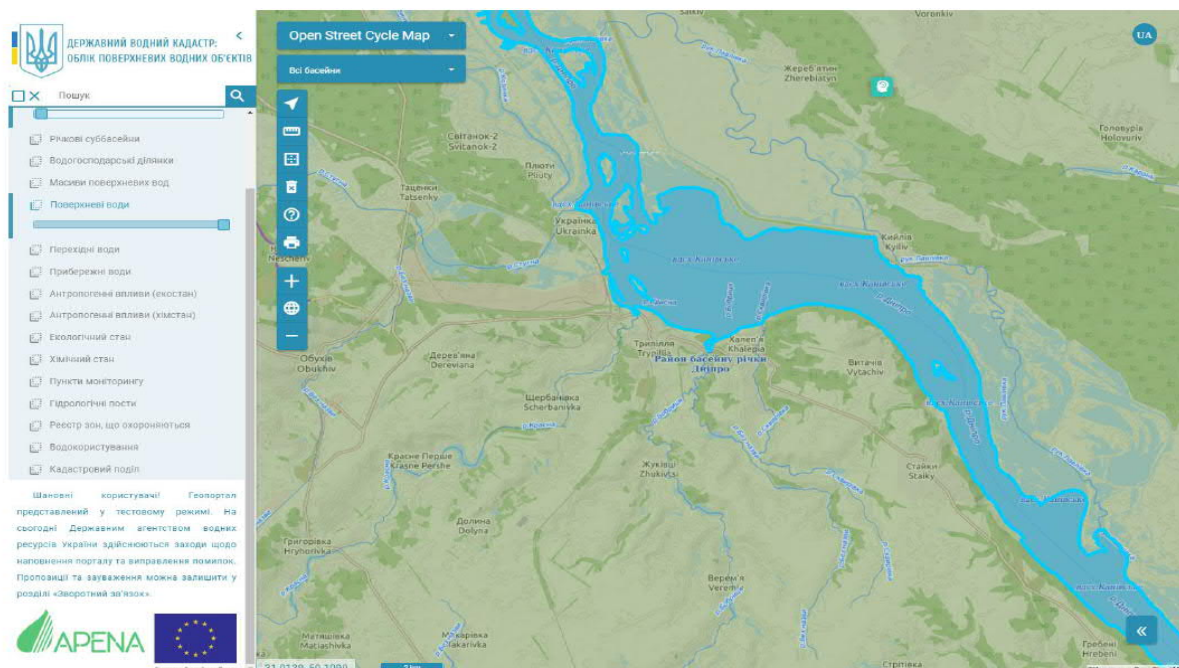 ДЕРЖАВНИЙ ВОДНИЙ КАДАСТР:
ОБЛІК ПОВЕРХНЕВИХ ВОДНИХ ОБ'ЄКТІВ
Пошук
Річкові суббасейни
Водогосподарські ділянки
Масиви поверхневих вод
Поверхневі води
Перехідні води
Прибережні води
Антропогенні впливи (екостан)
Антропогенні впливи (хімстан)
Екологічний стан
Хімічний стан
Пункти моніторингу
Гідрологічні пости
Реєстр зон, що охороняються
Водокористування
Кадастровий поділ
Шановні користувачі! Геопортал
представлений у тестовому режимі. На
сьогодні Державним агентством водних
ресурсів України здійснюються заходи щодо
наповнення порталу та виправлення помилок.
Пропозиції та зауваження можна залишити у
розділі «Зворотний зв'язок».
APENA
Open Street Cycle Map
Всі басейни
UA
Voronkiv
Жереб'ятин
Zherebiatyn
Головурів
Holovuriv
Світанок-2
Svitanok-2
Плюти
Pliuty
Таценки
Tatsenky
Українка
Ukrainka
Кийлів
Kyiliv
Обухів
Obukhiv
Дерев'яна
Dereviana
Трипілля
Trypillia
Халеп'я
Khalepia
Район басейну річки
Дніпро
Витачів
Vytachiv
Щербанівка
Scherbanivka
Красне Перше
Krasne Pershe
Жуківці
Zhukivts
Стайки
Staiky
Долина
Dolyna
Григорівка
Hryhorivka
Верем'я
Veremia
Матяшівка
Matiashivka
Макарівка
Makarivka
Стрітівка
Гребені
Hrebeni